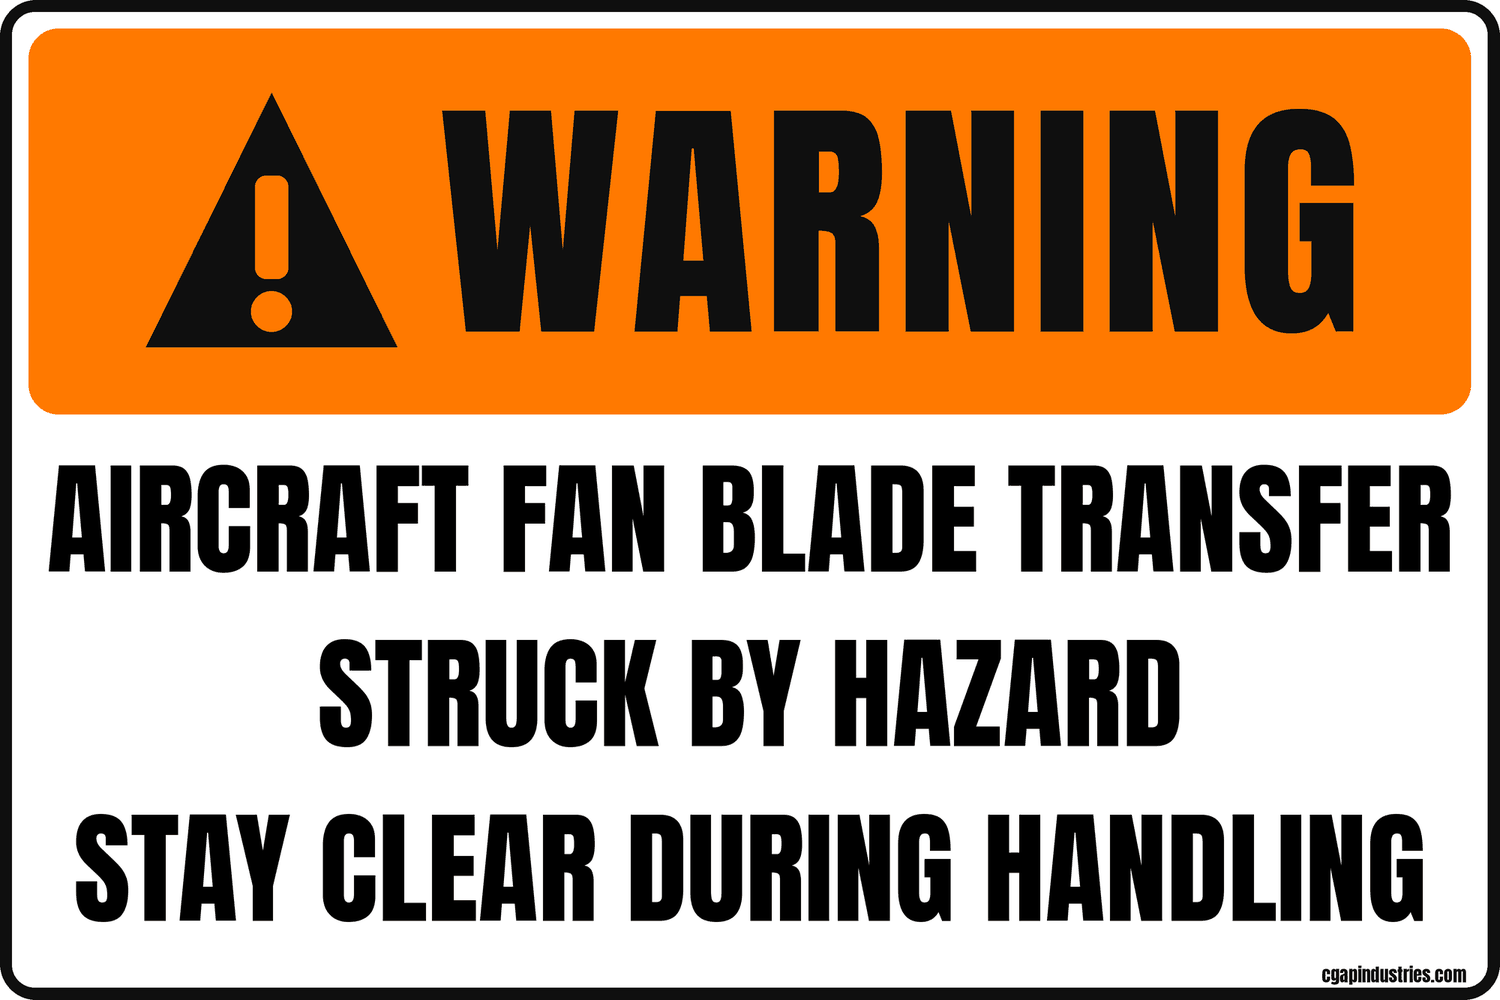 WARNING
AIRCRAFT FAN BLADE TRANSFER
STRUCK BY HAZARD
STAY CLEAR DURING HANDLING
cgapindustries.com